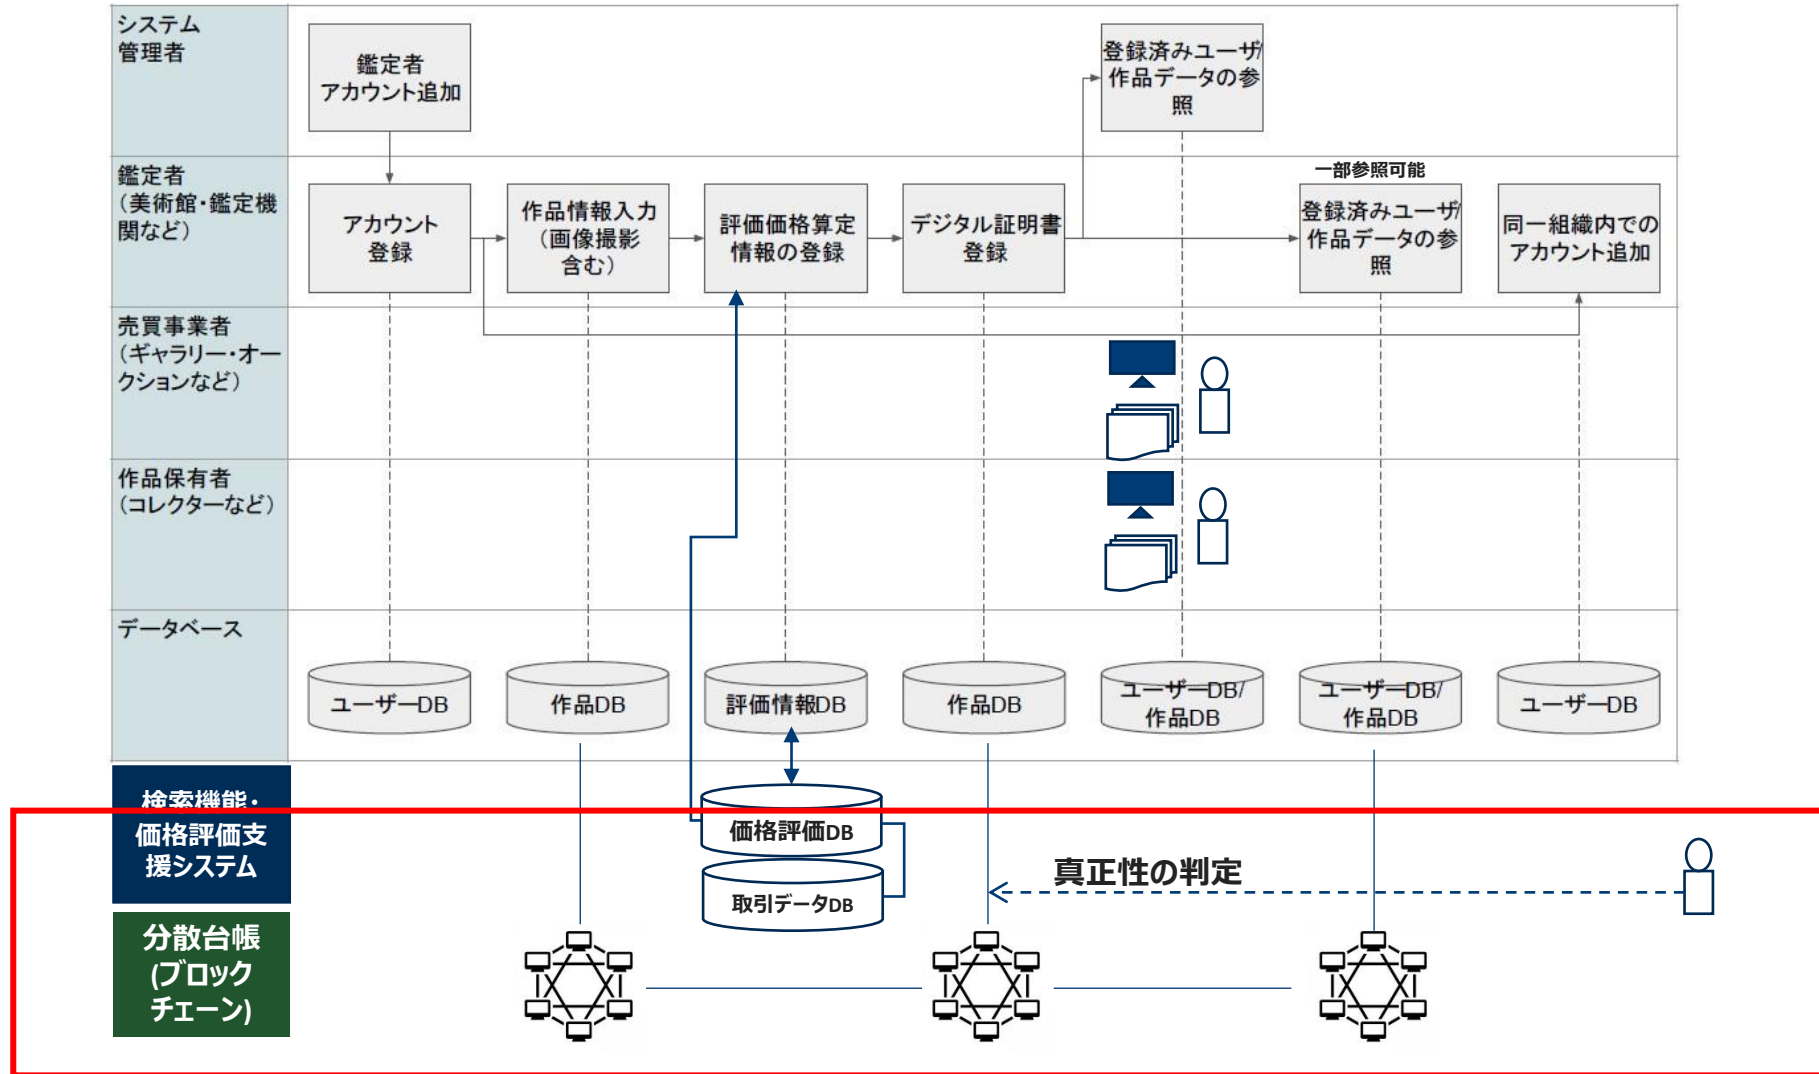 システム
管理者
鑑定者
アカウント追加
登録済みユーザ/
作品データの参
照
鑑定者
（美術館・鑑定機
関など）
アカウント
登録
作品情報入力
（画像撮影
含む）
評価価格算定
情報の登録
デジタル証明書
登録
一部参照可能
登録済みユーザ/
作品データの参
照
同一組織内での
アカウント追加
売買事業者
（ギャラリー・オー
クションなど）
作品保有者
（コレクターなど）
データベース
ユーザーDB
作品DB
評価情報DB
作品DB
ユーザーDB/
作品DB
ユーザーDB/
作品DB
ユーザーDB
検索機能・
価格評価支
援システム
価格評価DB
取引データDB
真正性の判定
分散台帳
(ブロック
チェーン)